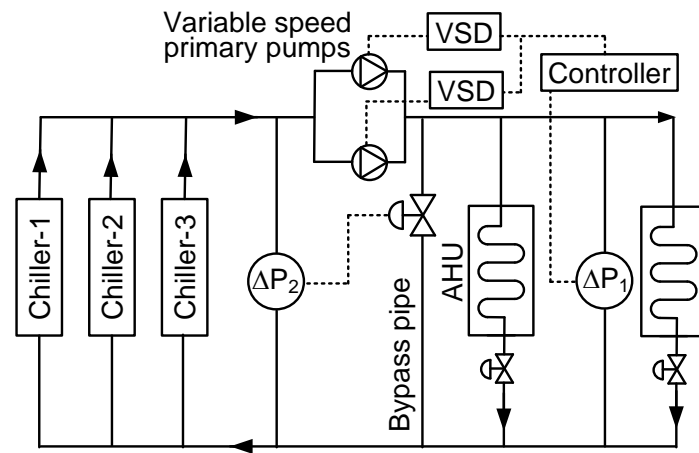 Variable speed
primary pumps
VSD
VSD
Controller
Chiller-1
Chiller-2
Chiller-3
ΔP₂
Bypass pipe
AHU
ΔP₁